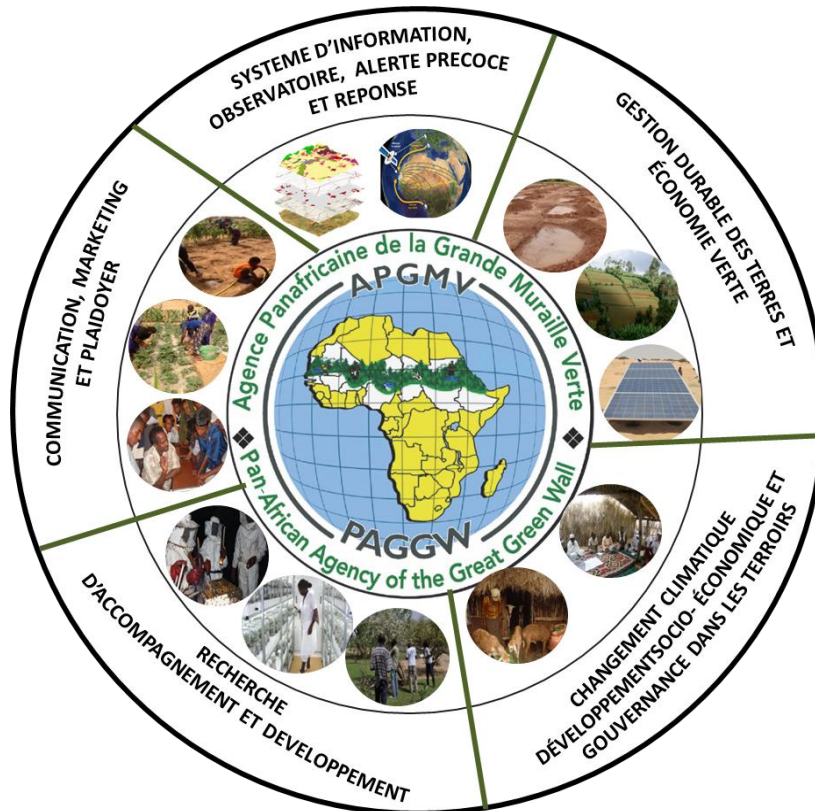 SYSTEME D'INFORMATION,
OBSERVATOIRE, ALERTE PRECOCE
ET REPONSE
GESTION DURABLE DES TERRES ET
ÉCONOMIE VERTE
CHANGEMENT CLIMATIQUE
DÉVELOPPEMENTSOCIO- ÉCONOMIQUE ET
GOUVERNANCE DANS LES TERROIRS
RECHERCHE
D'ACCOMPAGNEMENT ET DEVELOPPEMENT
COMMUNICATION, MARKETING
ET PLAIDOYER
Agence Panafricaine de la Grande Muraille Verte
APGMV
PAGGW
Pan-African Agency of the Great Green Wall